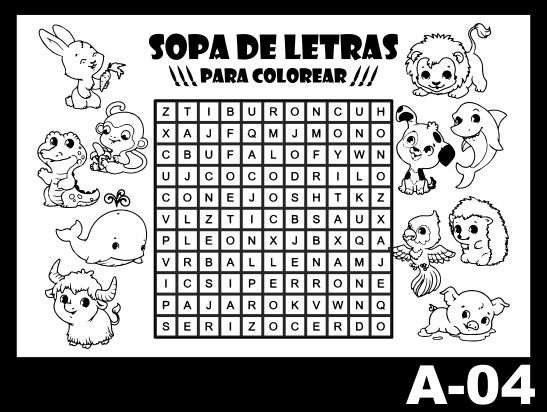 SOPA DE LETRAS
PARA COLOREAR
Z T I B U R O N C U H
X A J F Q M J M O N O
C B U F A L O F Y W N
U J C O C O D R I L O
C O N E J O S H T K Z
V L Z T I C B S A U X
P L E O N X J B X Q A
V R B A L L E N A M J
I C S I P E R R O N E
P A J A R O K V W N Q
S E R I Z O C E R D O
A-04